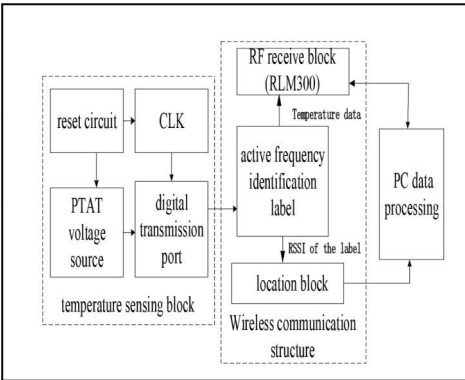 RF receive block
(RLM300)
Temperature data
reset circuit
CLK
active frequency
identification
label
PC data
processing
PTAT
voltage
source
digital
transmission
port
RSSI of the label
location block
temperature sensing block
Wireless communication
structure